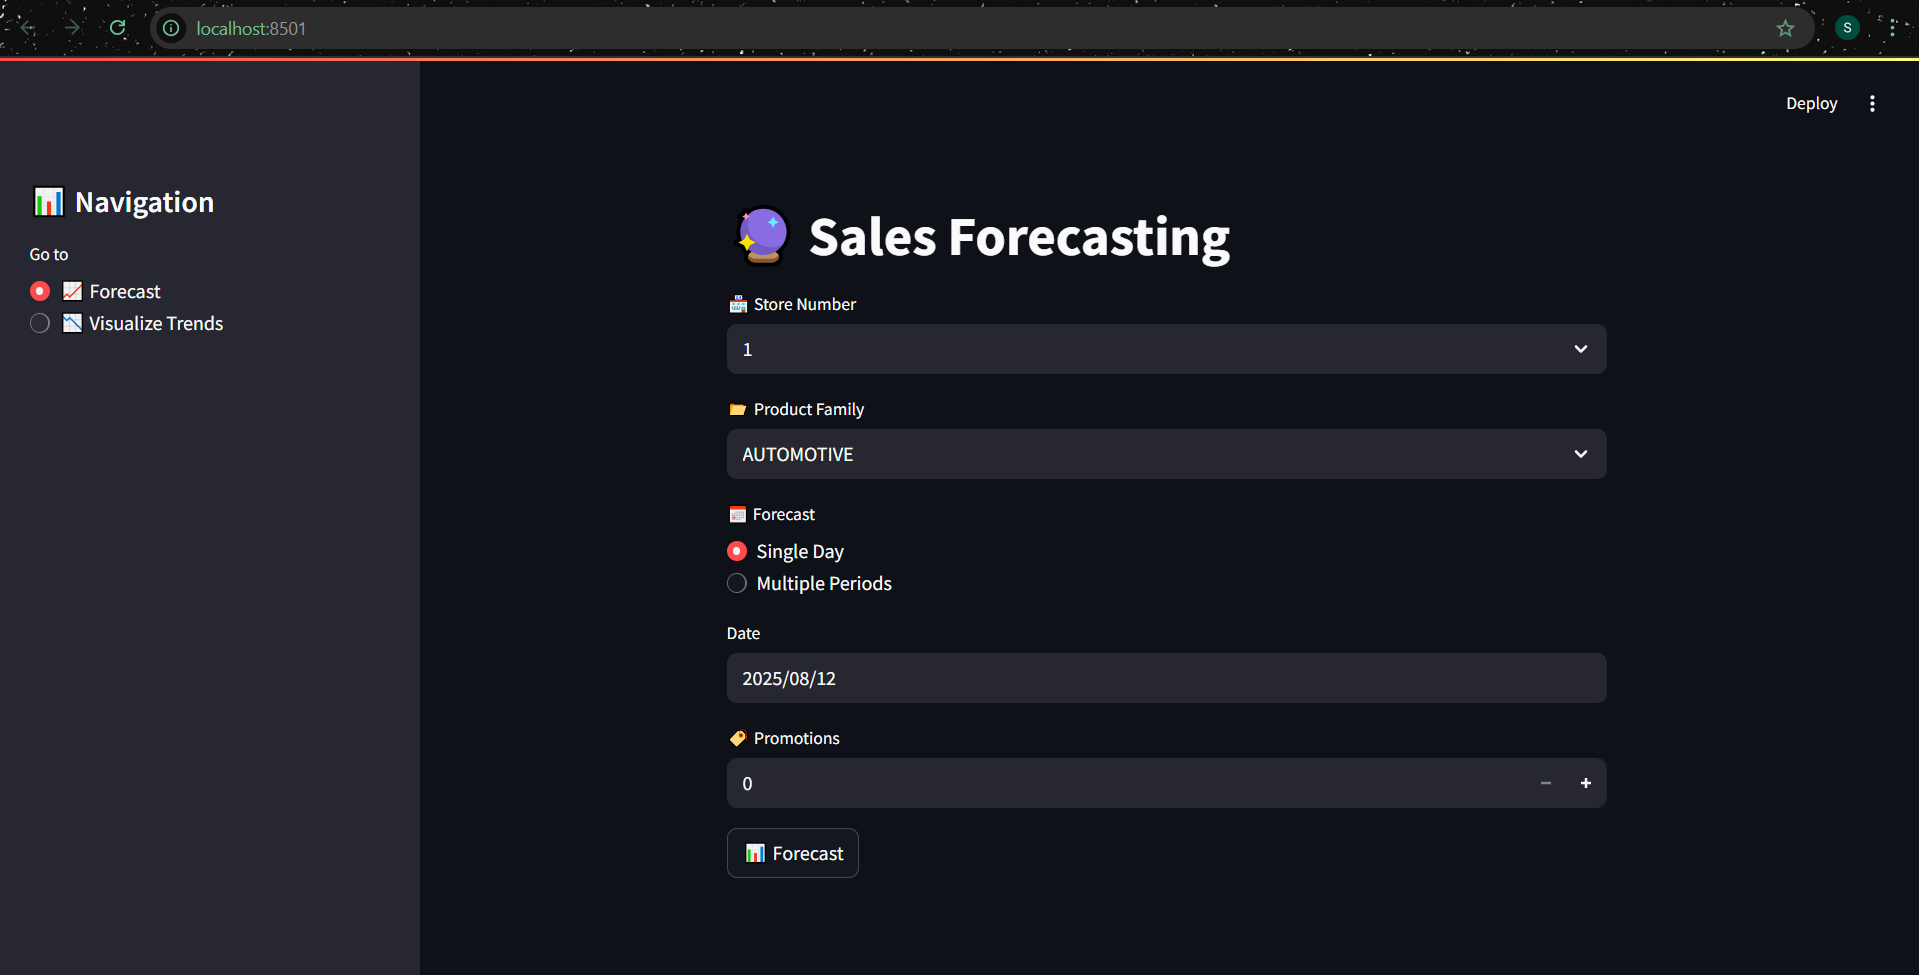 localhost:8501
S
Deploy
📊 Navigation
Go to
📈 Forecast
📉 Visualize Trends
🔮 Sales Forecasting
🏪 Store Number
1
📂 Product Family
AUTOMOTIVE
📅 Forecast
Single Day
Multiple Periods
Date
2025/08/12
🏷️ Promotions
0
📊 Forecast